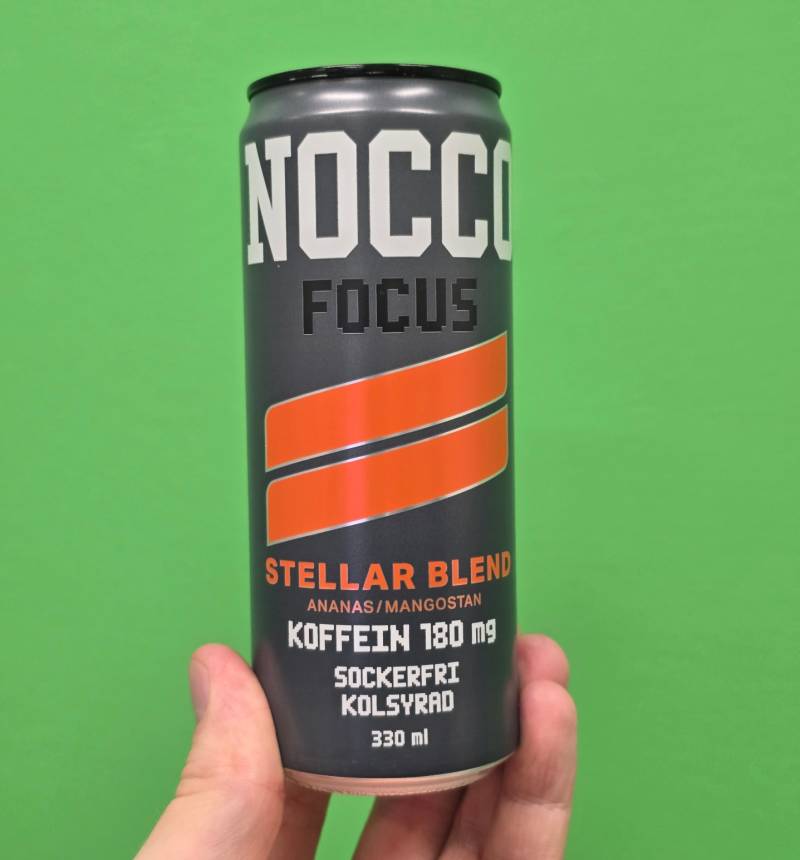 NOCCO
FOCUS
STELLAR BLEND
ANANAS/MANGOSTAN
KOFFEIN 180 mg
SOCKERFRI
KOLSYRAD
330 ml